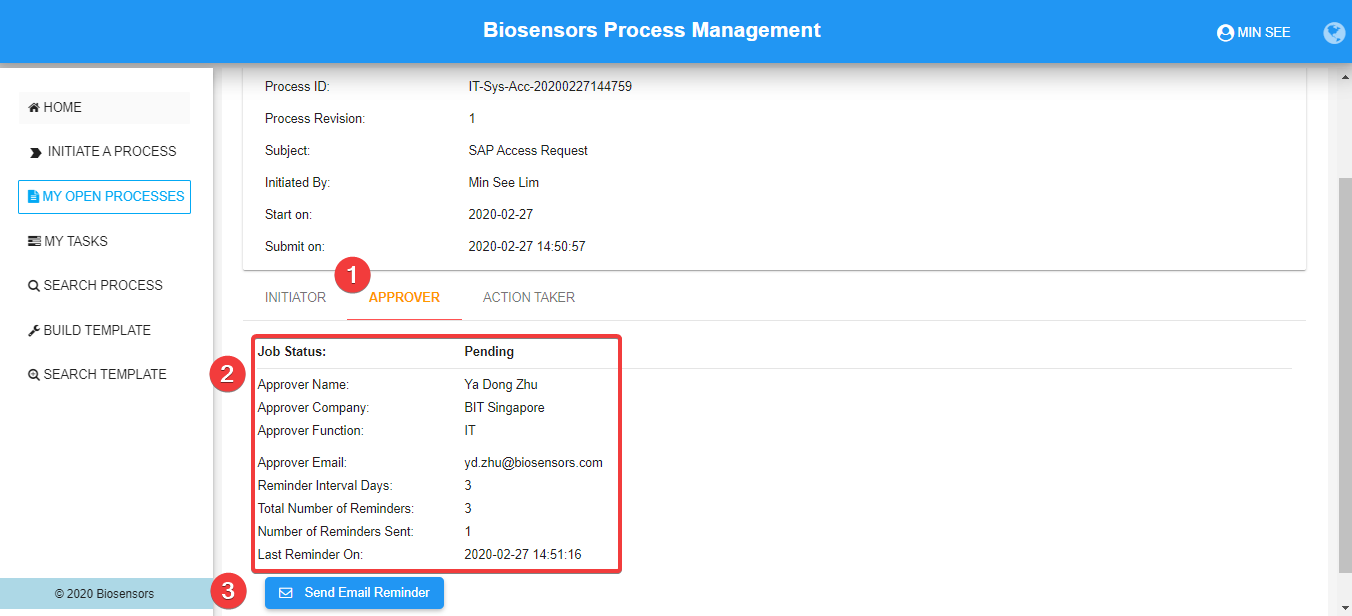 Biosensors Process Management
MIN SEE
HOME
INITIATE A PROCESS
MY OPEN PROCESSES
MY TASKS
SEARCH PROCESS
BUILD TEMPLATE
SEARCH TEMPLATE
© 2020 Biosensors
Process ID: IT-Sys-Acc-20200227144759
Process Revision: 1
Subject: SAP Access Request
Initiated By: Min See Lim
Start on: 2020-02-27
Submit on: 2020-02-27 14:50:57
1
INITIATOR APPROVER ACTION TAKER
2
Job Status: Pending
Approver Name: Ya Dong Zhu
Approver Company: BIT Singapore
Approver Function: IT
Approver Email: yd.zhu@biosensors.com
Reminder Interval Days: 3
Total Number of Reminders: 3
Number of Reminders Sent: 1
Last Reminder On: 2020-02-27 14:51:16
3
Send Email Reminder